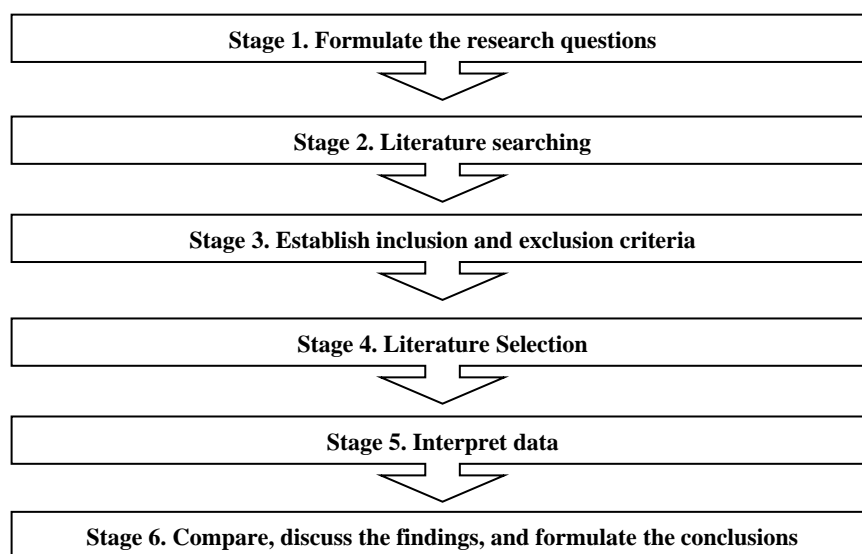 Stage 1. Formulate the research questions
Stage 2. Literature searching
Stage 3. Establish inclusion and exclusion criteria
Stage 4. Literature Selection
Stage 5. Interpret data
Stage 6. Compare, discuss the findings, and formulate the conclusions